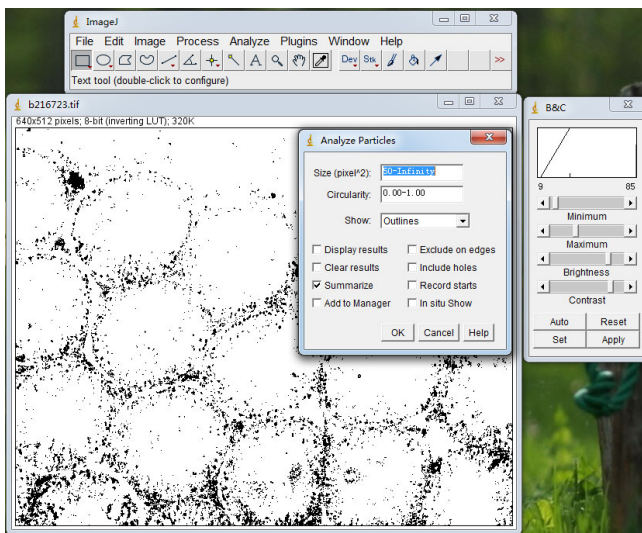 ImageJ
File Edit Image Process Analyze Plugins Window Help
A Dev Stk >>
Text tool (double-click to configure)
b216723.tif
640x512 pixels; 8-bit (inverting LUT); 320K
Analyze Particles
Size (pixel^2): 50-Infinity
Circularity: 0.00-1.00
Show: Outlines
Display results Exclude on edges
Clear results Include holes
Summarize Record starts
Add to Manager In situ Show
OK Cancel Help
B&C
9 85
Minimum
Maximum
Brightness
Contrast
Auto Reset
Set Apply